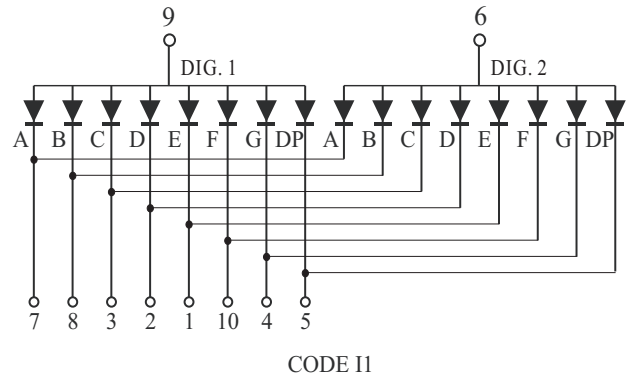 9 6
DIG. 1 DIG. 2
A B C D E F G DP A B C D E F G DP
7 8 3 2 1 10 4 5
CODE I1